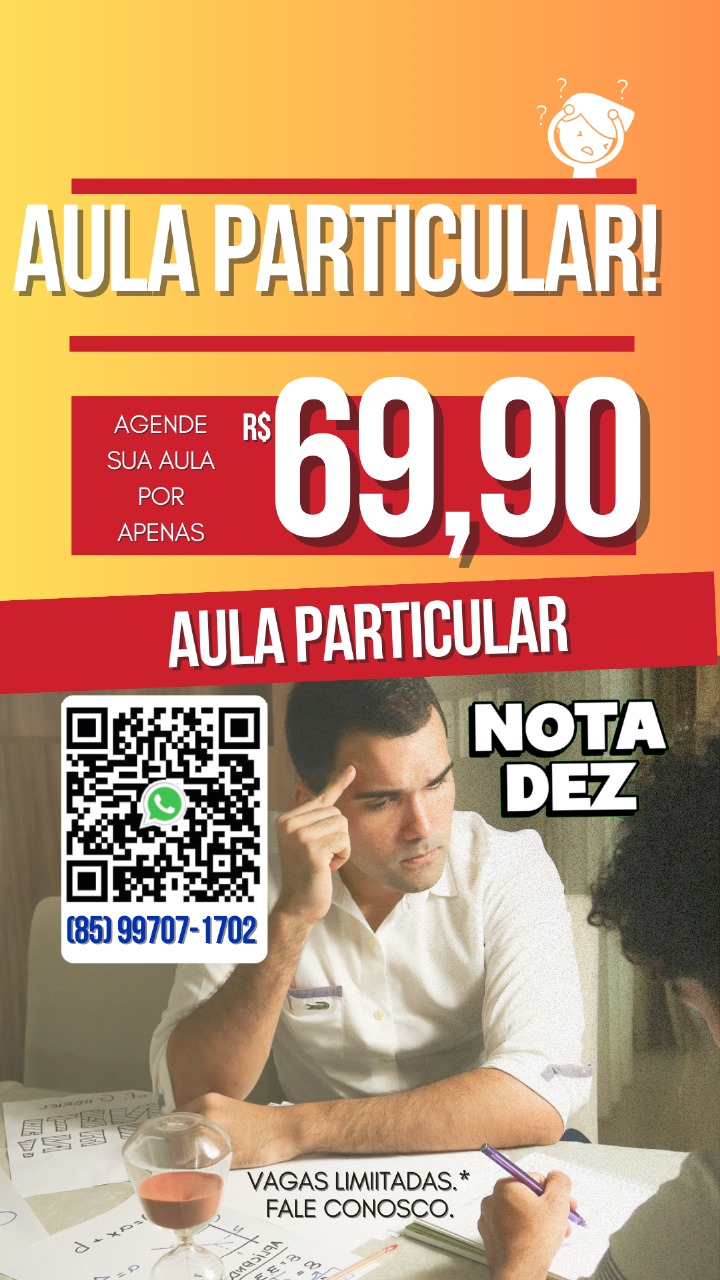 ? ? ?
AULA PARTICULAR!
AGENDE
SUA AULA
POR
APENAS
R$ 69,90
AULA PARTICULAR
NOTA
DEZ
(85) 99707-1702
VAGAS LIMIITADAS.*
FALE CONOSCO.